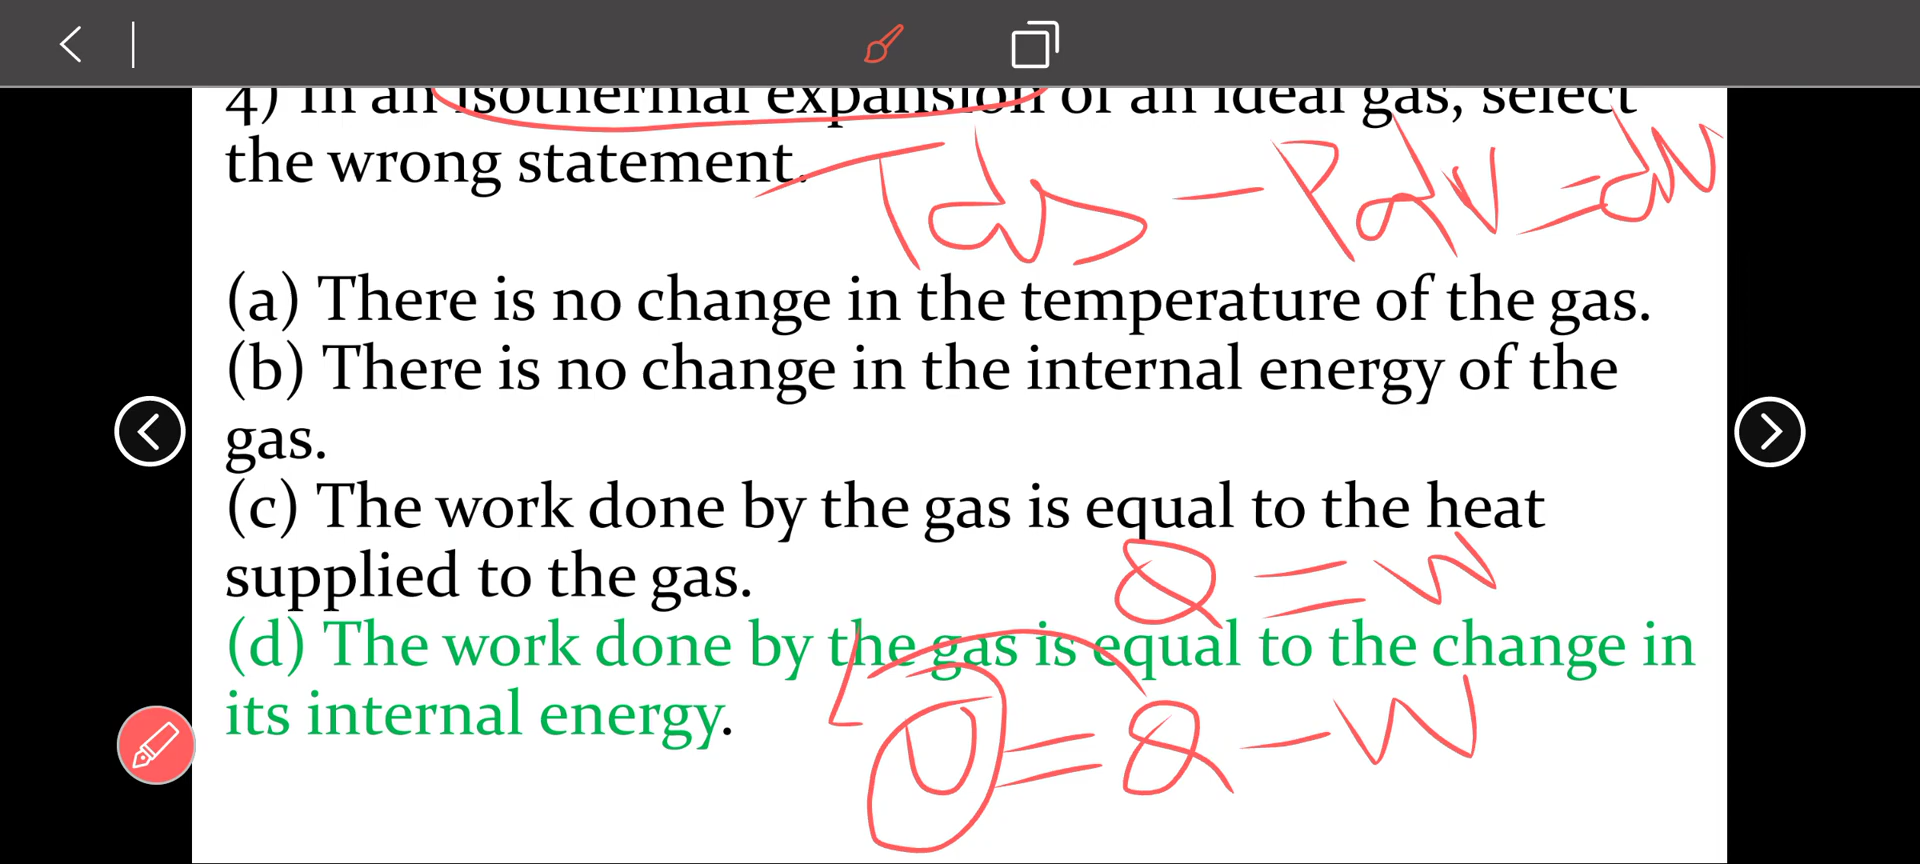 4) In an isothermal expansion of an ideal gas, select
the wrong statement.
Tds - Pdv = dU
(a) There is no change in the temperature of the gas.
(b) There is no change in the internal energy of the
gas.
(c) The work done by the gas is equal to the heat
supplied to the gas.
Q = W
(d) The work done by the gas is equal to the change in
its internal energy.
U = Q - W